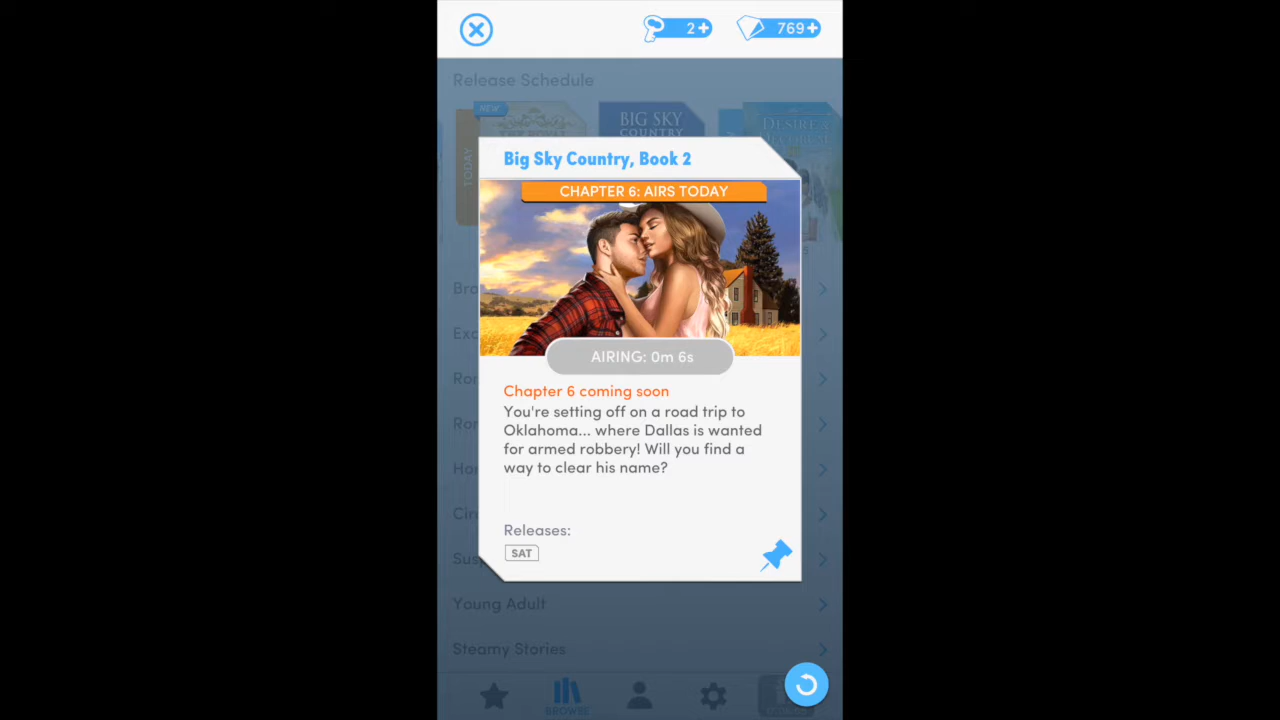 2+
769+
Release Schedule
NEW
TODAY
BIG SKY
COUNTRY
DESIRE &
Big Sky Country, Book 2
CHAPTER 6: AIRS TODAY
AIRING: 0m 6s
Chapter 6 coming soon
You're setting off on a road trip to
Oklahoma... where Dallas is wanted
for armed robbery! Will you find a
way to clear his name?
Releases:
SAT
Young Adult
Steamy Stories
BROWSE